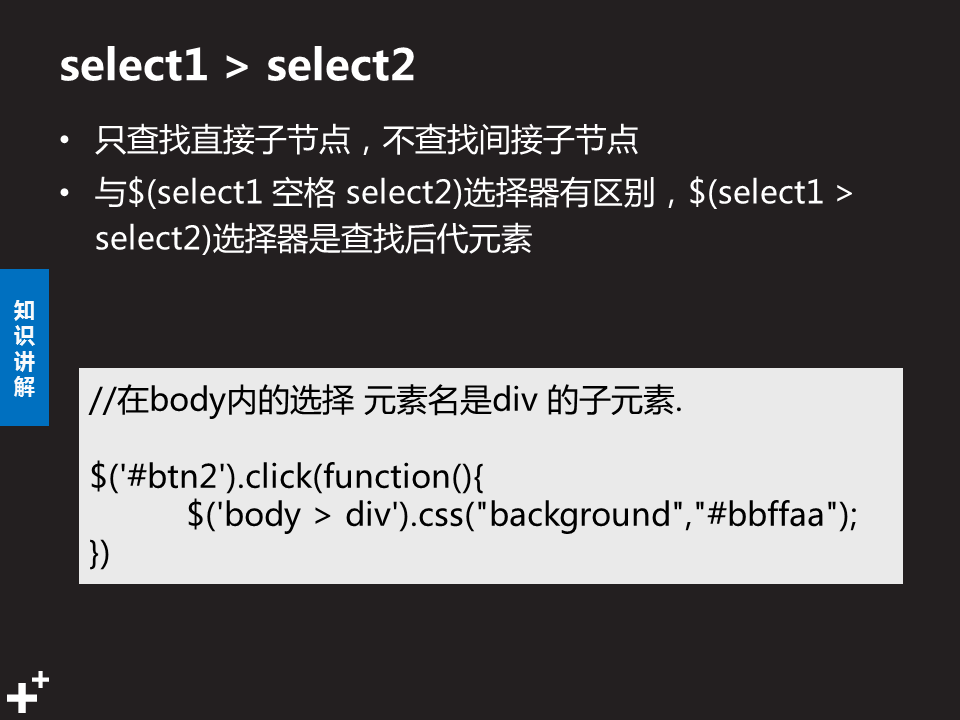 select1 > select2
• 只查找直接子节点，不查找间接子节点
• 与$(select1 空格 select2)选择器有区别，$(select1 >
select2)选择器是查找后代元素
知
识
讲
解
//在body内的选择 元素名是div 的子元素.
$('#btn2').click(function(){
$('body > div').css("background","#bbffaa");
})